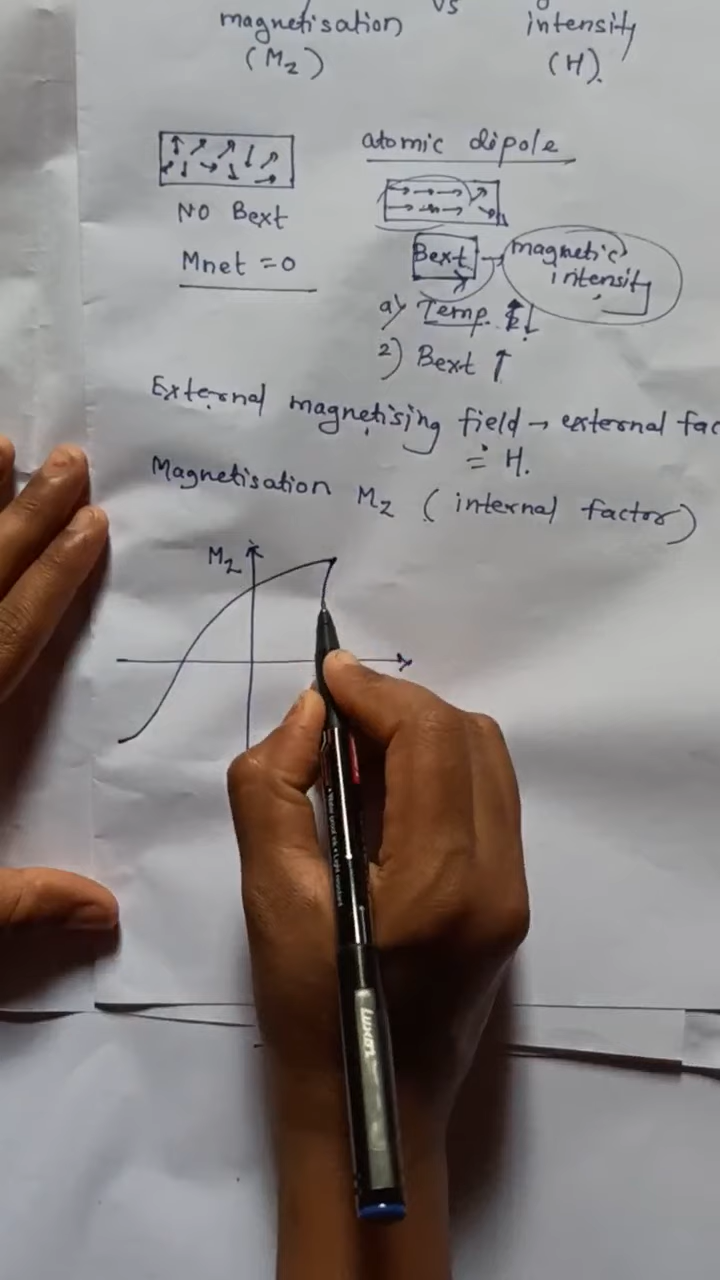 magnetisation vs intensity
(Mz) (H).
atomic dipole
NO Bext
Mnet = 0
Bext → magnetic intensity
a) Temp. ↓
2) Bext ↑
External magnetising field → external fac
= H.
Magnetisation Mz ( internal factor)
Mz
Luxor